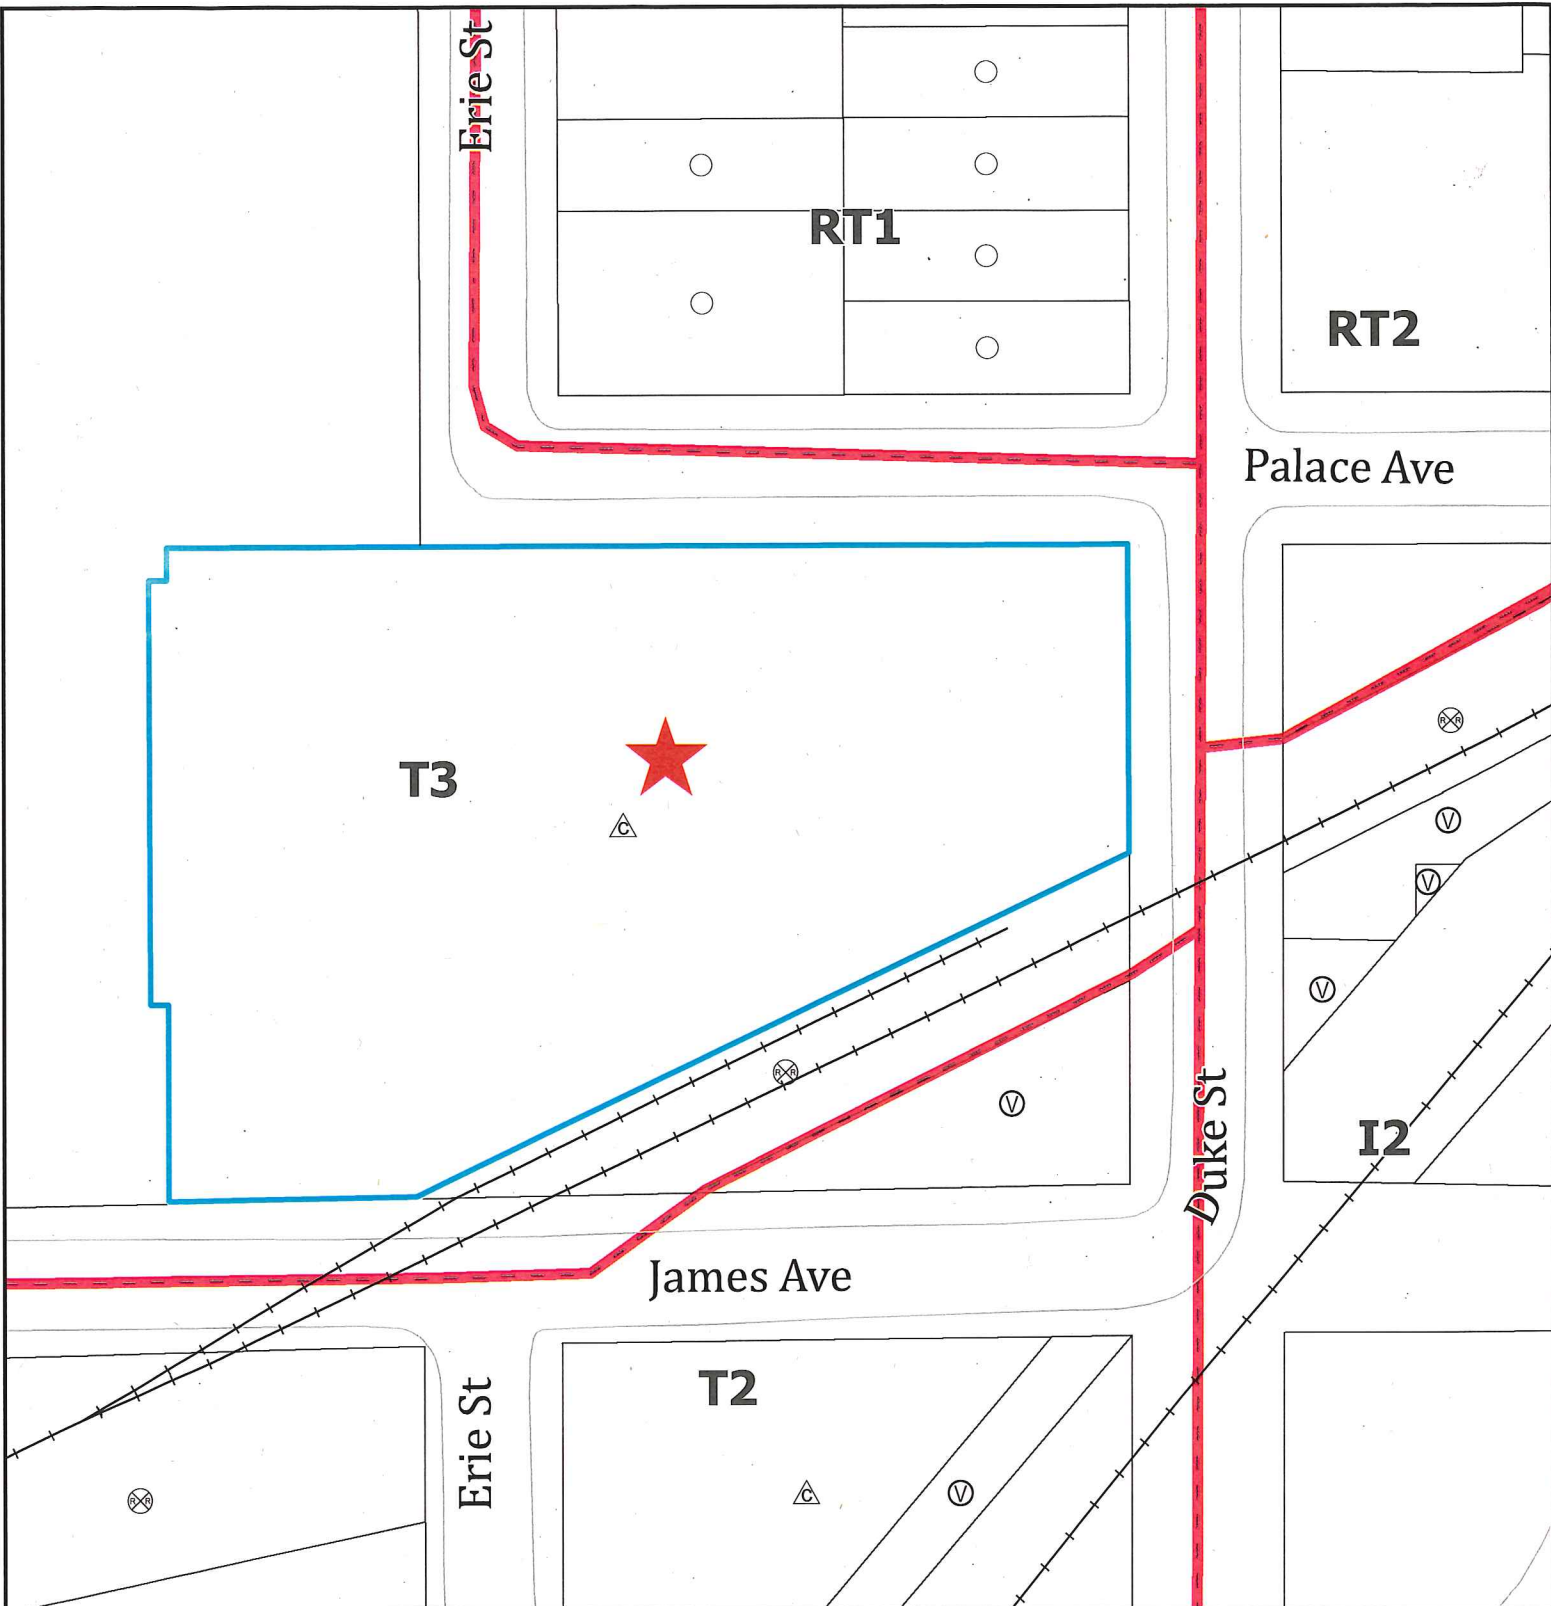 Erie St
RT1
RT2
Palace Ave
T3
C
R R
V
V
R R
V
V
Duke St
I2
James Ave
T2
Erie St
C
V
R R